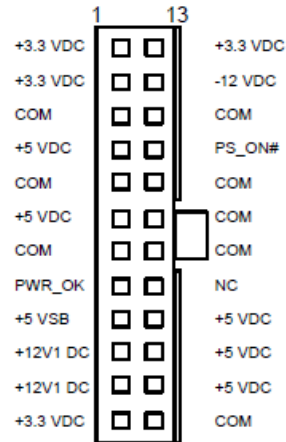 1 13
+3.3 VDC +3.3 VDC
+3.3 VDC -12 VDC
COM COM
+5 VDC PS_ON#
COM COM
+5 VDC COM
COM COM
PWR_OK NC
+5 VSB +5 VDC
+12V1 DC +5 VDC
+12V1 DC +5 VDC
+3.3 VDC COM